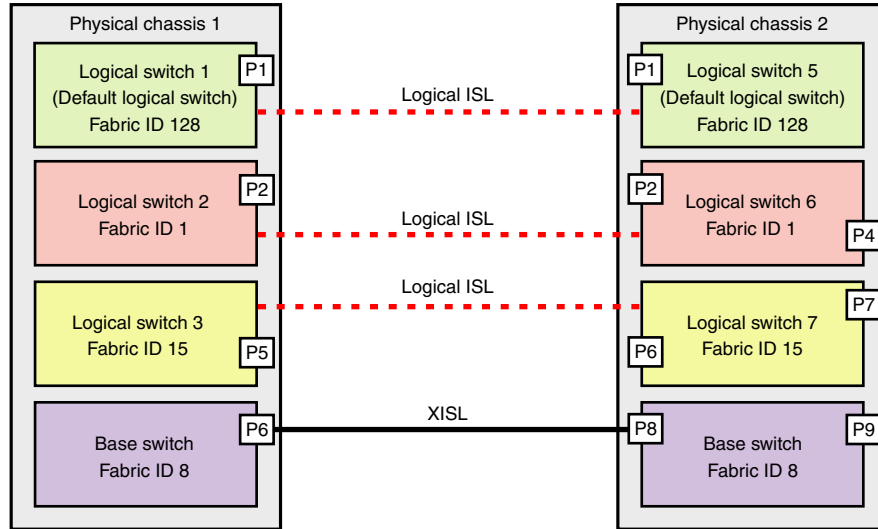 Physical chassis 1
Physical chassis 2
Logical switch 1
(Default logical switch)
Fabric ID 128
P1
Logical ISL
P1
Logical switch 5
(Default logical switch)
Fabric ID 128
Logical switch 2
Fabric ID 1
P2
Logical ISL
P2
Logical switch 6
Fabric ID 1
P4
Logical switch 3
Fabric ID 15
P5
Logical ISL
P7
Logical switch 7
Fabric ID 15
P6
Base switch
Fabric ID 8
P6
XISL
P8
Base switch
Fabric ID 8
P9